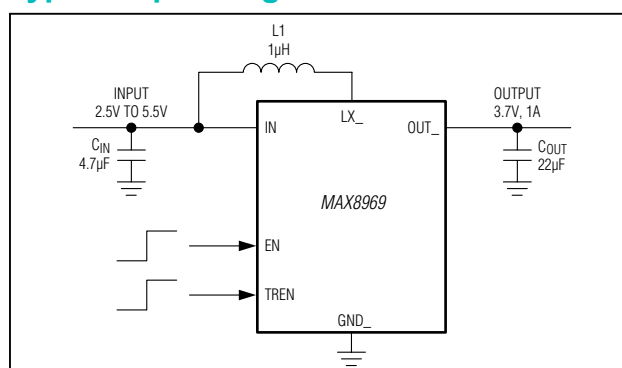 L1
1µH
INPUT
2.5V TO 5.5V
OUTPUT
3.7V, 1A
IN
LX_
OUT_
CIN
4.7µF
COUT
22µF
MAX8969
EN
TREN
GND_